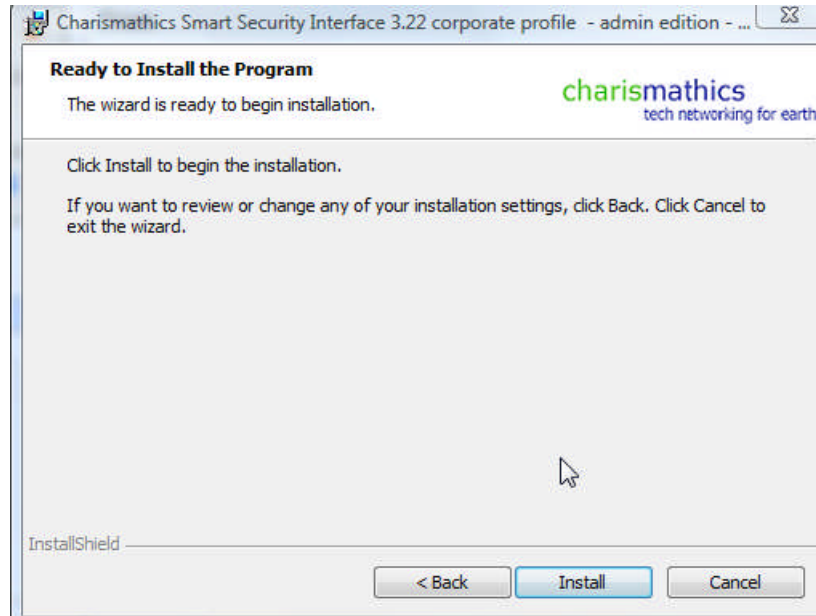 Charismathics Smart Security Interface 3.22 corporate profile - admin edition - ...
Ready to Install the Program
The wizard is ready to begin installation.
charismathics
tech networking for earth
Click Install to begin the installation.
If you want to review or change any of your installation settings, click Back. Click Cancel to
exit the wizard.
InstallShield
< Back
Install
Cancel